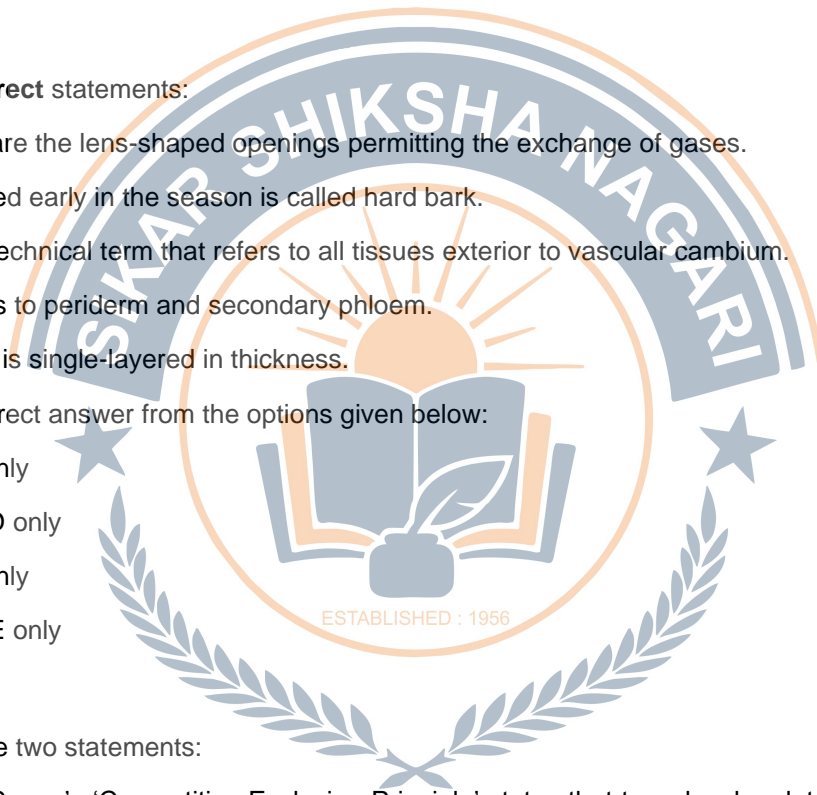 rect statements:
are the lens-shaped openings permitting the exchange of gases.
ed early in the season is called hard bark.
echnical term that refers to all tissues exterior to vascular cambium.
s to periderm and secondary phloem.
is single-layered in thickness.
rect answer from the options given below:
nly
D only
nly
E only
e two statements:
SIKAR SHIKSHA NAGARI
ESTABLISHED : 1956